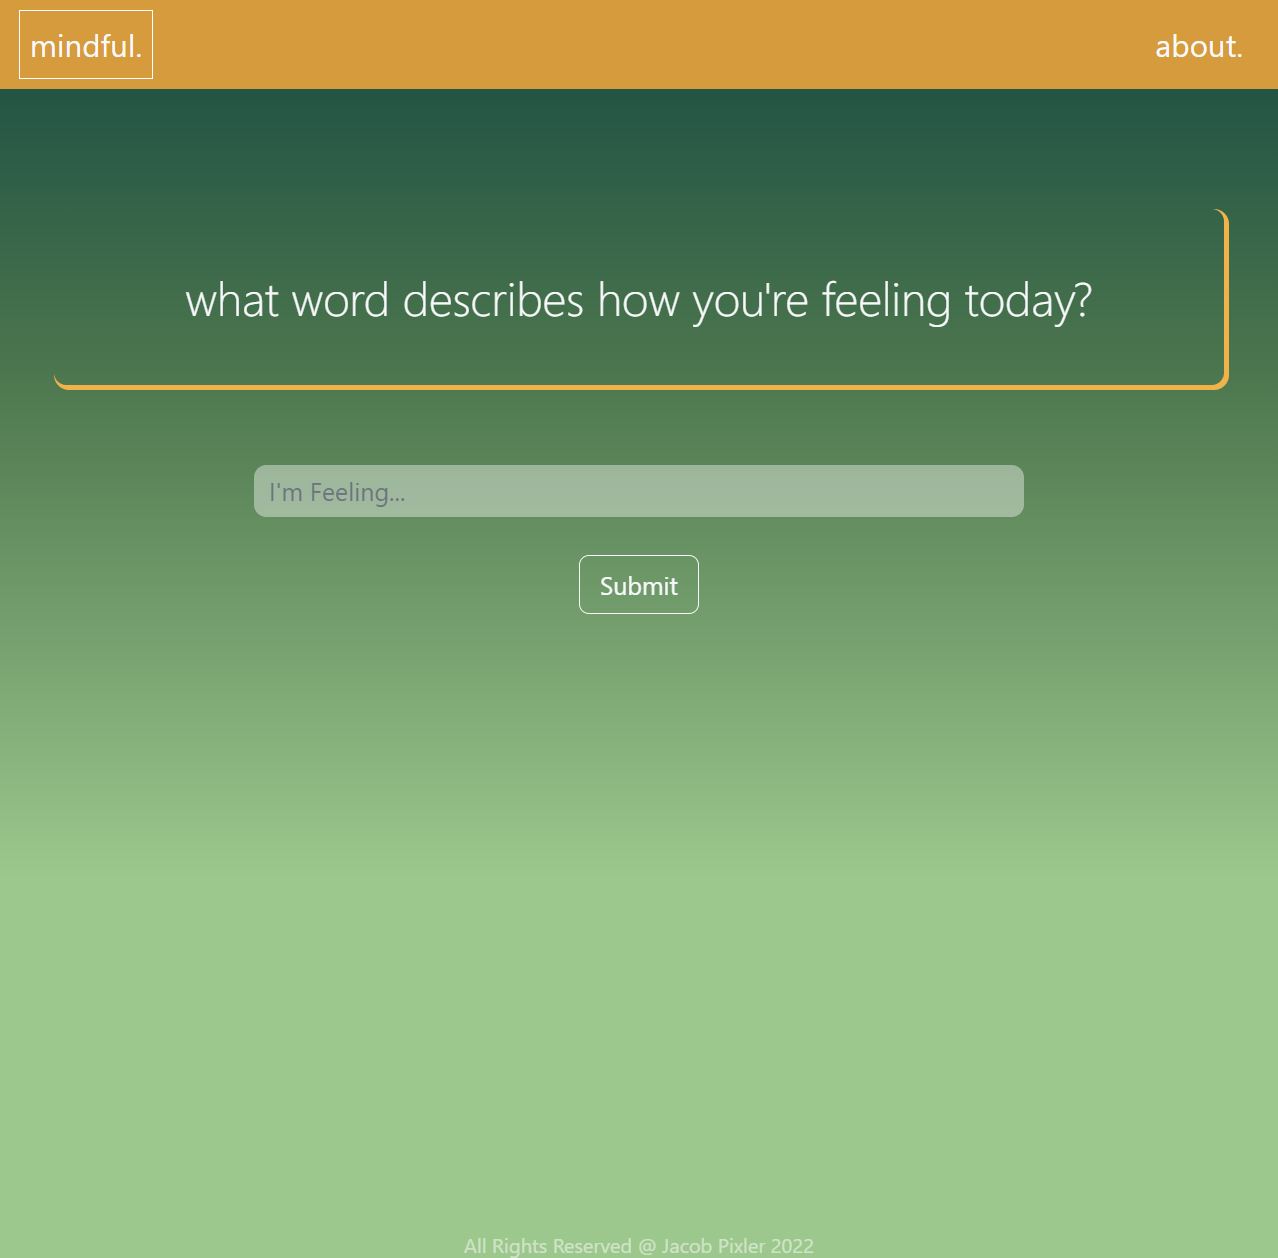 mindful.
about.
what word describes how you're feeling today?
I'm Feeling...
Submit
All Rights Reserved @ Jacob Pixler 2022